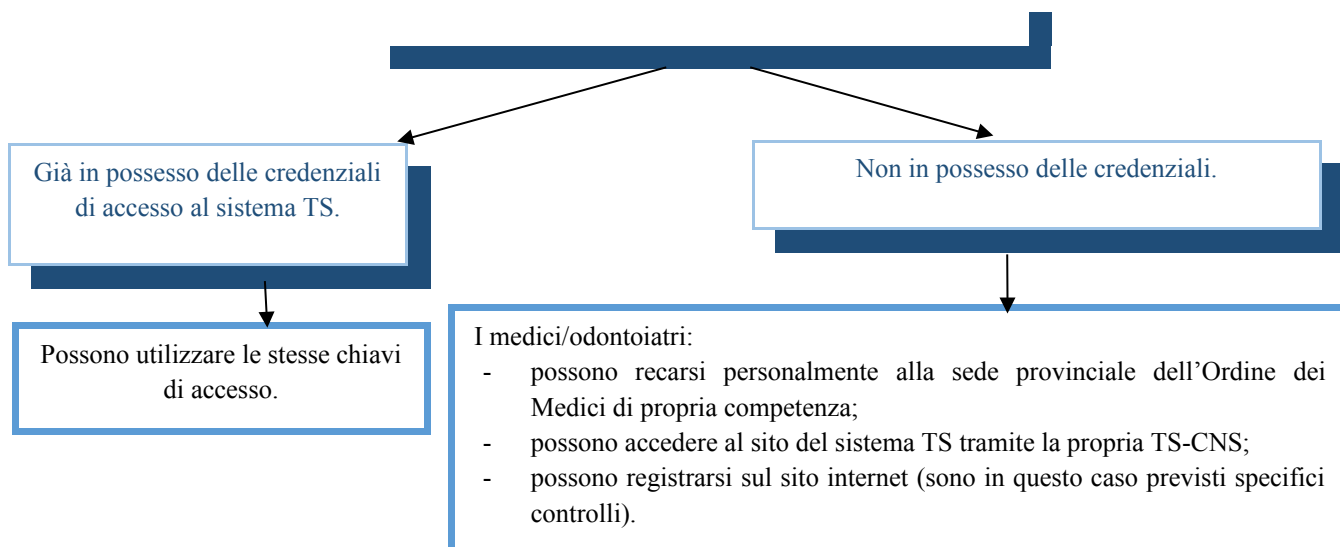 Già in possesso delle credenziali
di accesso al sistema TS.
Non in possesso delle credenziali.
Possono utilizzare le stesse chiavi
di accesso.
I medici/odontoiatri:
- possono recarsi personalmente alla sede provinciale dell’Ordine dei
Medici di propria competenza;
- possono accedere al sito del sistema TS tramite la propria TS-CNS;
- possono registrarsi sul sito internet (sono in questo caso previsti specifici
controlli).